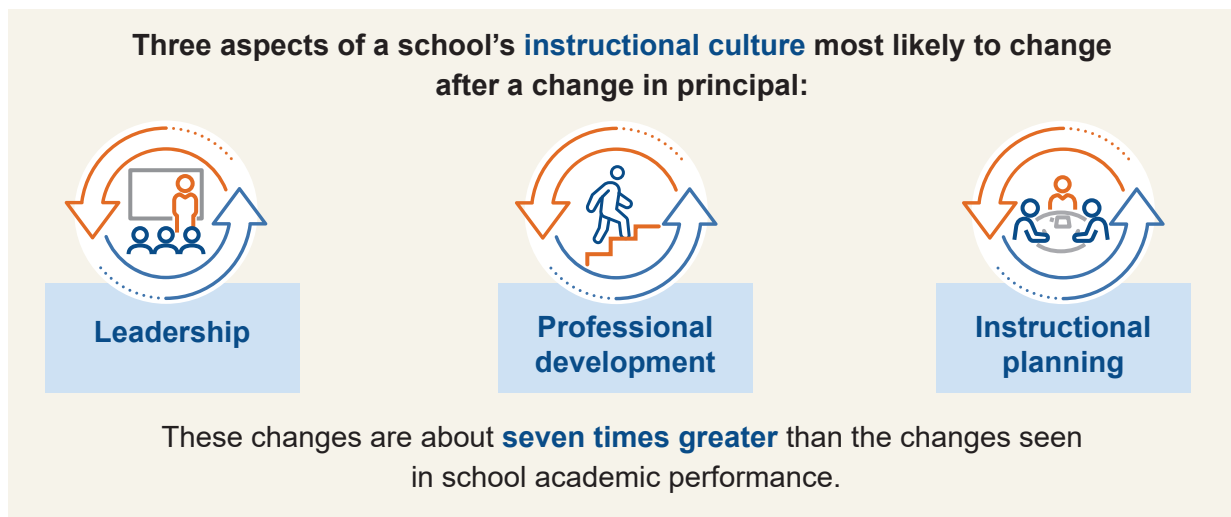 Three aspects of a school’s instructional culture most likely to change
after a change in principal:
Leadership
Professional
development
Instructional
planning
These changes are about seven times greater than the changes seen
in school academic performance.